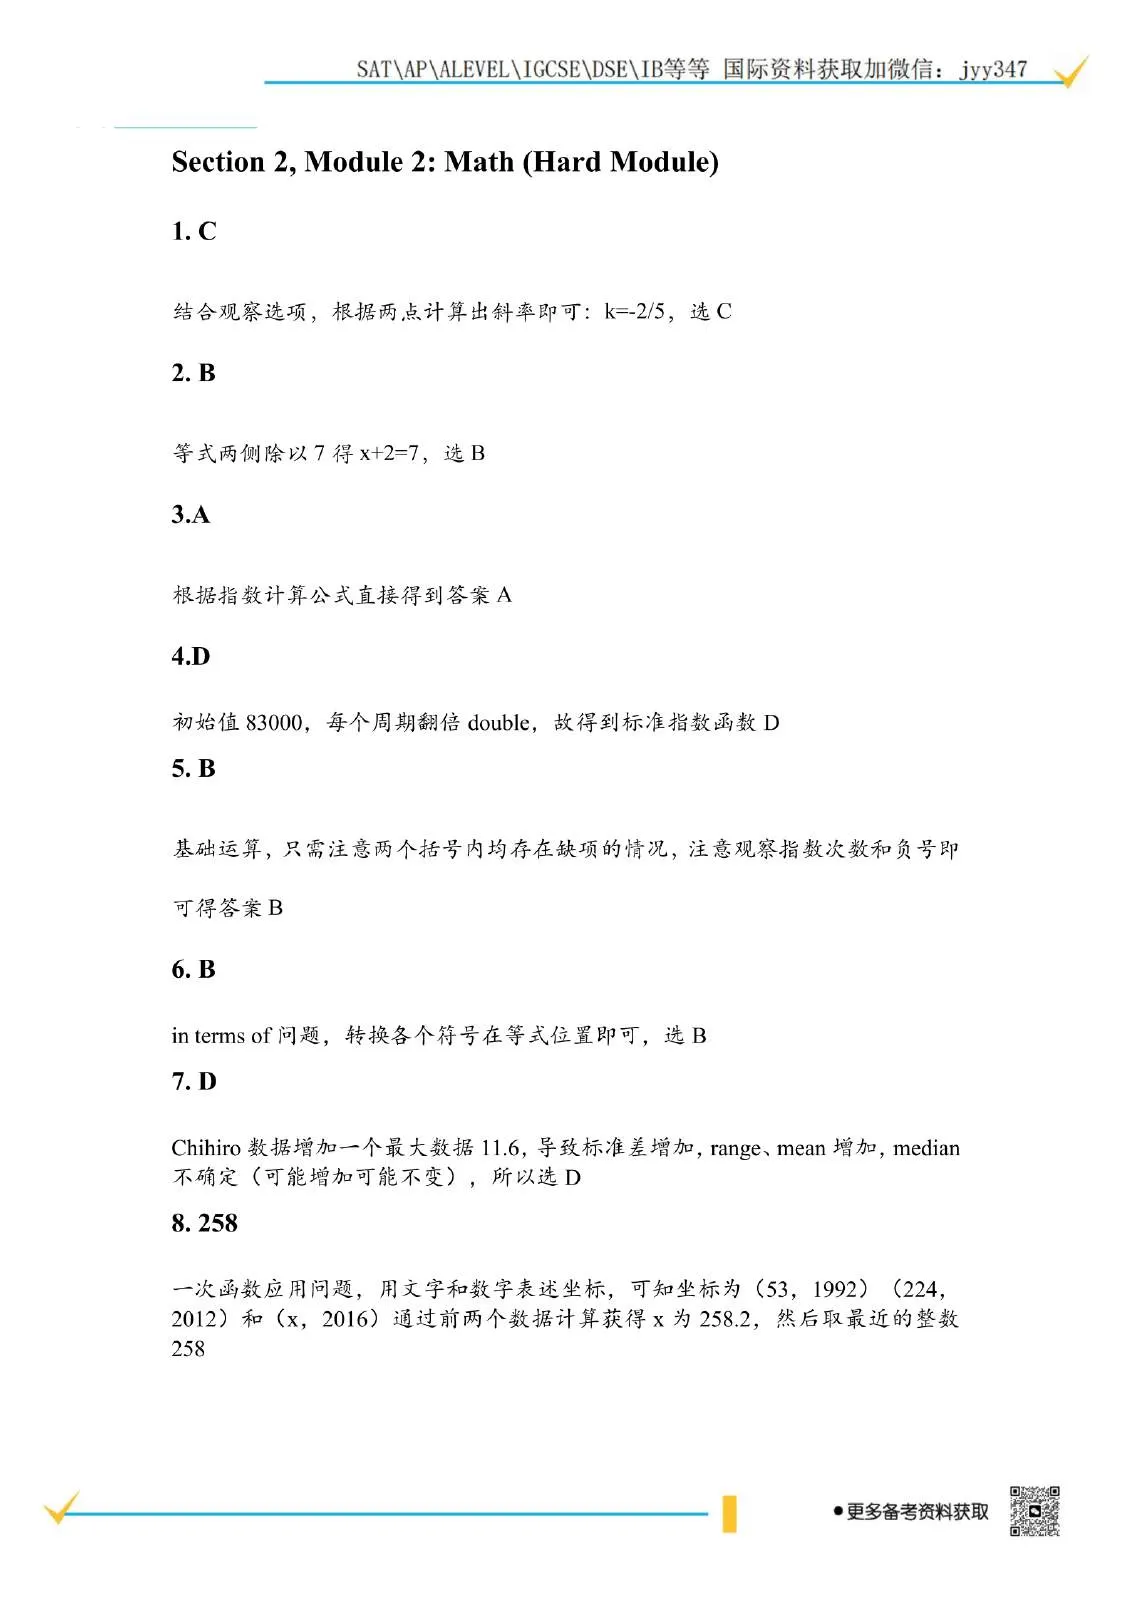 SAT\AP\ALEVEL\IGCSE\DSE\IB等等 国际资料获取加微信：jyy347
Section 2, Module 2: Math (Hard Module)
1. C
结合观察选项，根据两点计算出斜率即可：k=-2/5，选 C
2. B
等式两侧除以 7 得 x+2=7，选 B
3.A
根据指数计算公式直接得到答案 A
4.D
初始值 83000，每个周期翻倍 double，故得到标准指数函数 D
5. B
基础运算，只需注意两个括号内均存在缺项的情况，注意观察指数次数和负号即
可得答案 B
6. B
in terms of 问题，转换各个符号在等式位置即可，选 B
7. D
Chihiro 数据增加一个最大数据 11.6，导致标准差增加，range、mean 增加，median
不确定（可能增加可能不变），所以选 D
8. 258
一次函数应用问题，用文字和数字表述坐标，可知坐标为（53，1992）（224，
2012）和（x，2016）通过前两个数据计算获得 x 为 258.2，然后取最近的整数
258
●更多备考资料获取